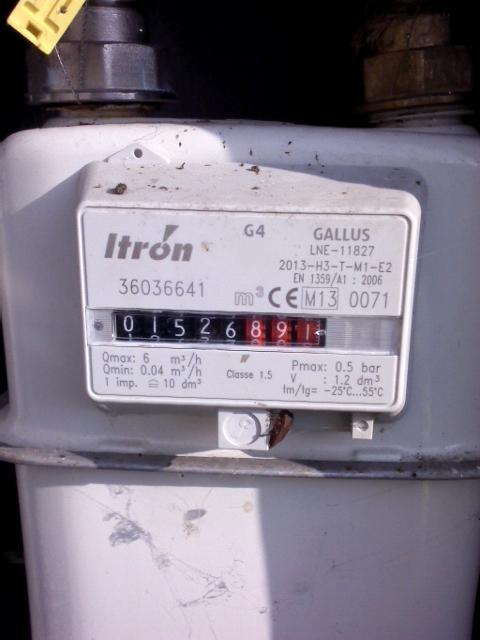 Itrón
G4
GALLUS
LNE-11827
2013-H3-T-M1-E2
EN 1359/A1 : 2006
36036641
m³ CE M13 0071
01526891
Qmax: 6 m³/h
Qmin: 0.04 m³/h
1 imp. ≙ 10 dm³
Classe 1.5
Pmax: 0.5 bar
V : 1.2 dm³
tm/tg= -25°C...55°C